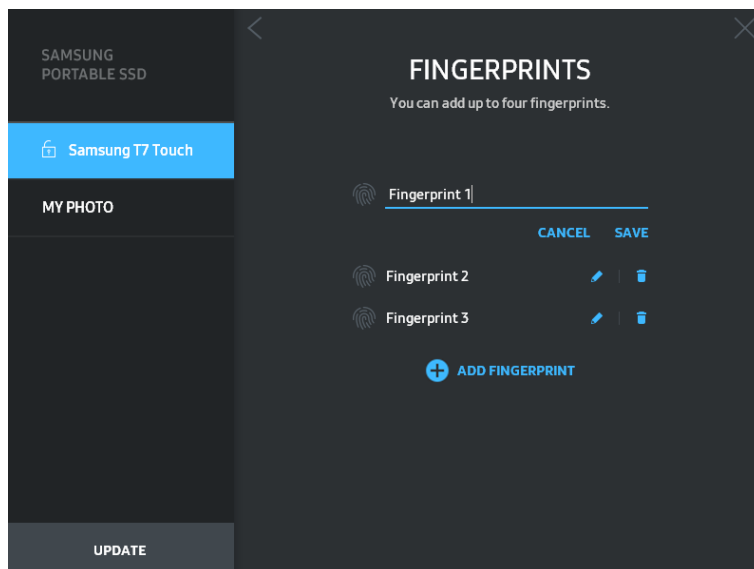 SAMSUNG
PORTABLE SSD
Samsung T7 Touch
MY PHOTO
UPDATE
FINGERPRINTS
You can add up to four fingerprints.
Fingerprint 1
CANCEL SAVE
Fingerprint 2
Fingerprint 3
ADD FINGERPRINT